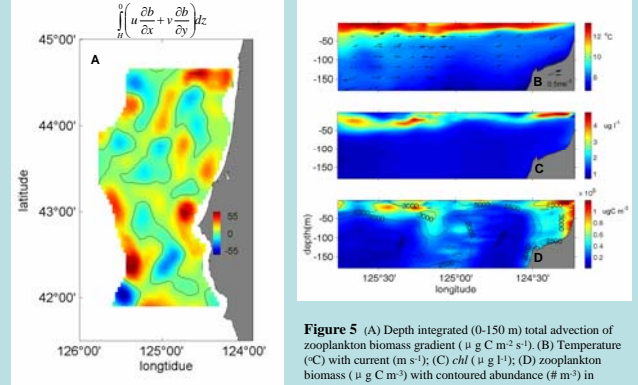 ∫ᴴ⁰ (u ∂b/∂x + v ∂b/∂y) dz
45°00'
A
44°00'
latitude
43°00'
55
0
-55
42°00'
126°00' 125°00' 124°00'
longtidue
-50
-100
-150
B
0.5ms⁻¹
12 °C
10
8
-50
-100
-150
C
4 ug l⁻¹
3
2
1
depth(m)
-50
-100
-150
D
1 ugC m⁻³
0.8
0.6
0.4
0.2
125°30' 125°00' 124°30'
longitude
Figure 5 (A) Depth integrated (0-150 m) total advection of
zooplankton biomass gradient ( μ g C m⁻² s⁻¹). (B) Temperature
(°C) with current (m s⁻¹); (C) chl ( μ g l⁻¹); (D) zooplankton
biomass ( μ g C m⁻³) with contoured abundance (# m⁻³) in